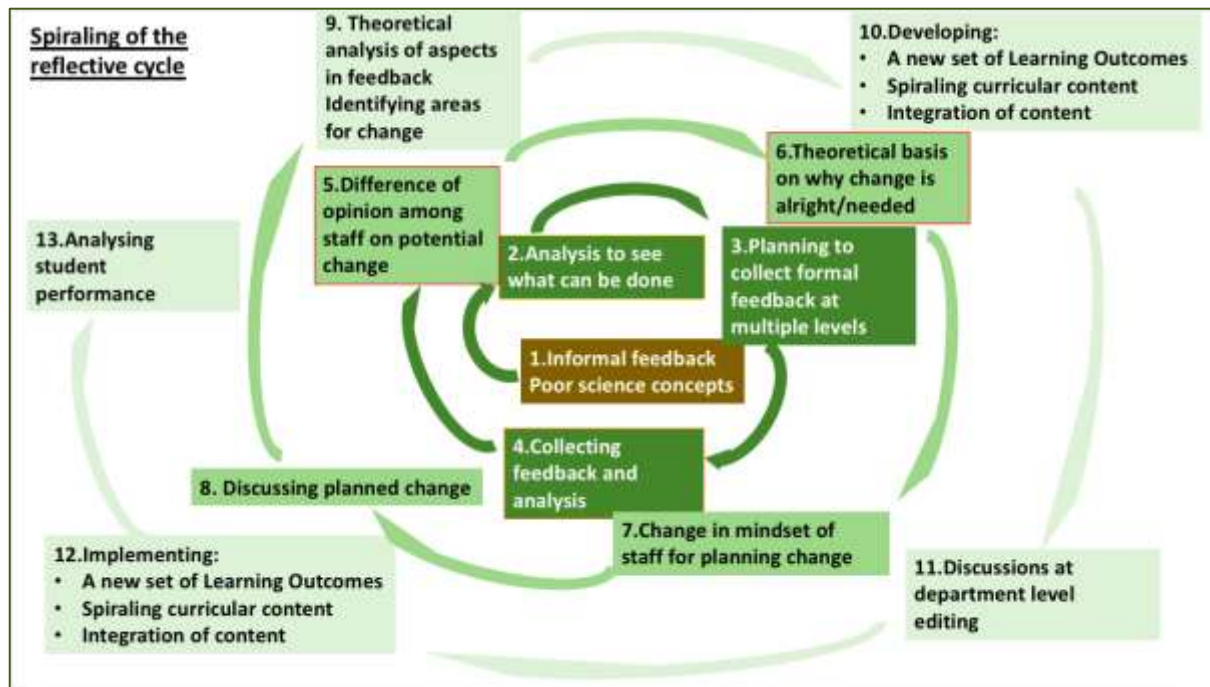 Spiraling of the
reflective cycle
1.Informal feedback
Poor science concepts
2.Analysis to see
what can be done
3.Planning to
collect formal
feedback at
multiple levels
4.Collecting
feedback and
analysis
5.Difference of
opinion among
staff on potential
change
6.Theoretical basis
on why change is
alright/needed
7.Change in mindset of
staff for planning change
8. Discussing planned change
9. Theoretical
analysis of aspects
in feedback
Identifying areas
for change
10.Developing:
• A new set of Learning Outcomes
• Spiraling curricular content
• Integration of content
11.Discussions at
department level
editing
12.Implementing:
• A new set of Learning Outcomes
• Spiraling curricular content
• Integration of content
13.Analysing
student
performance